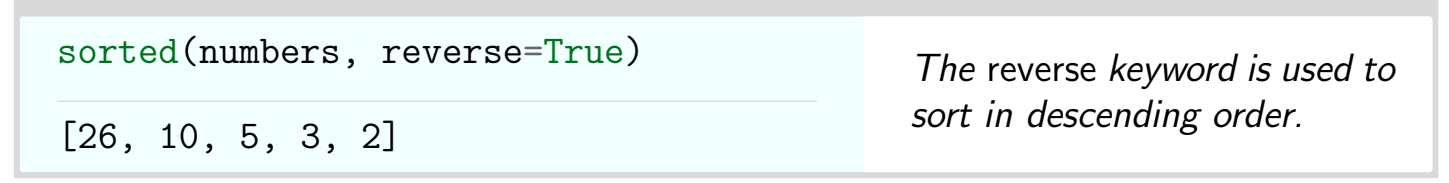 sorted(numbers, reverse=True)
[26, 10, 5, 3, 2]
The reverse keyword is used to
sort in descending order.